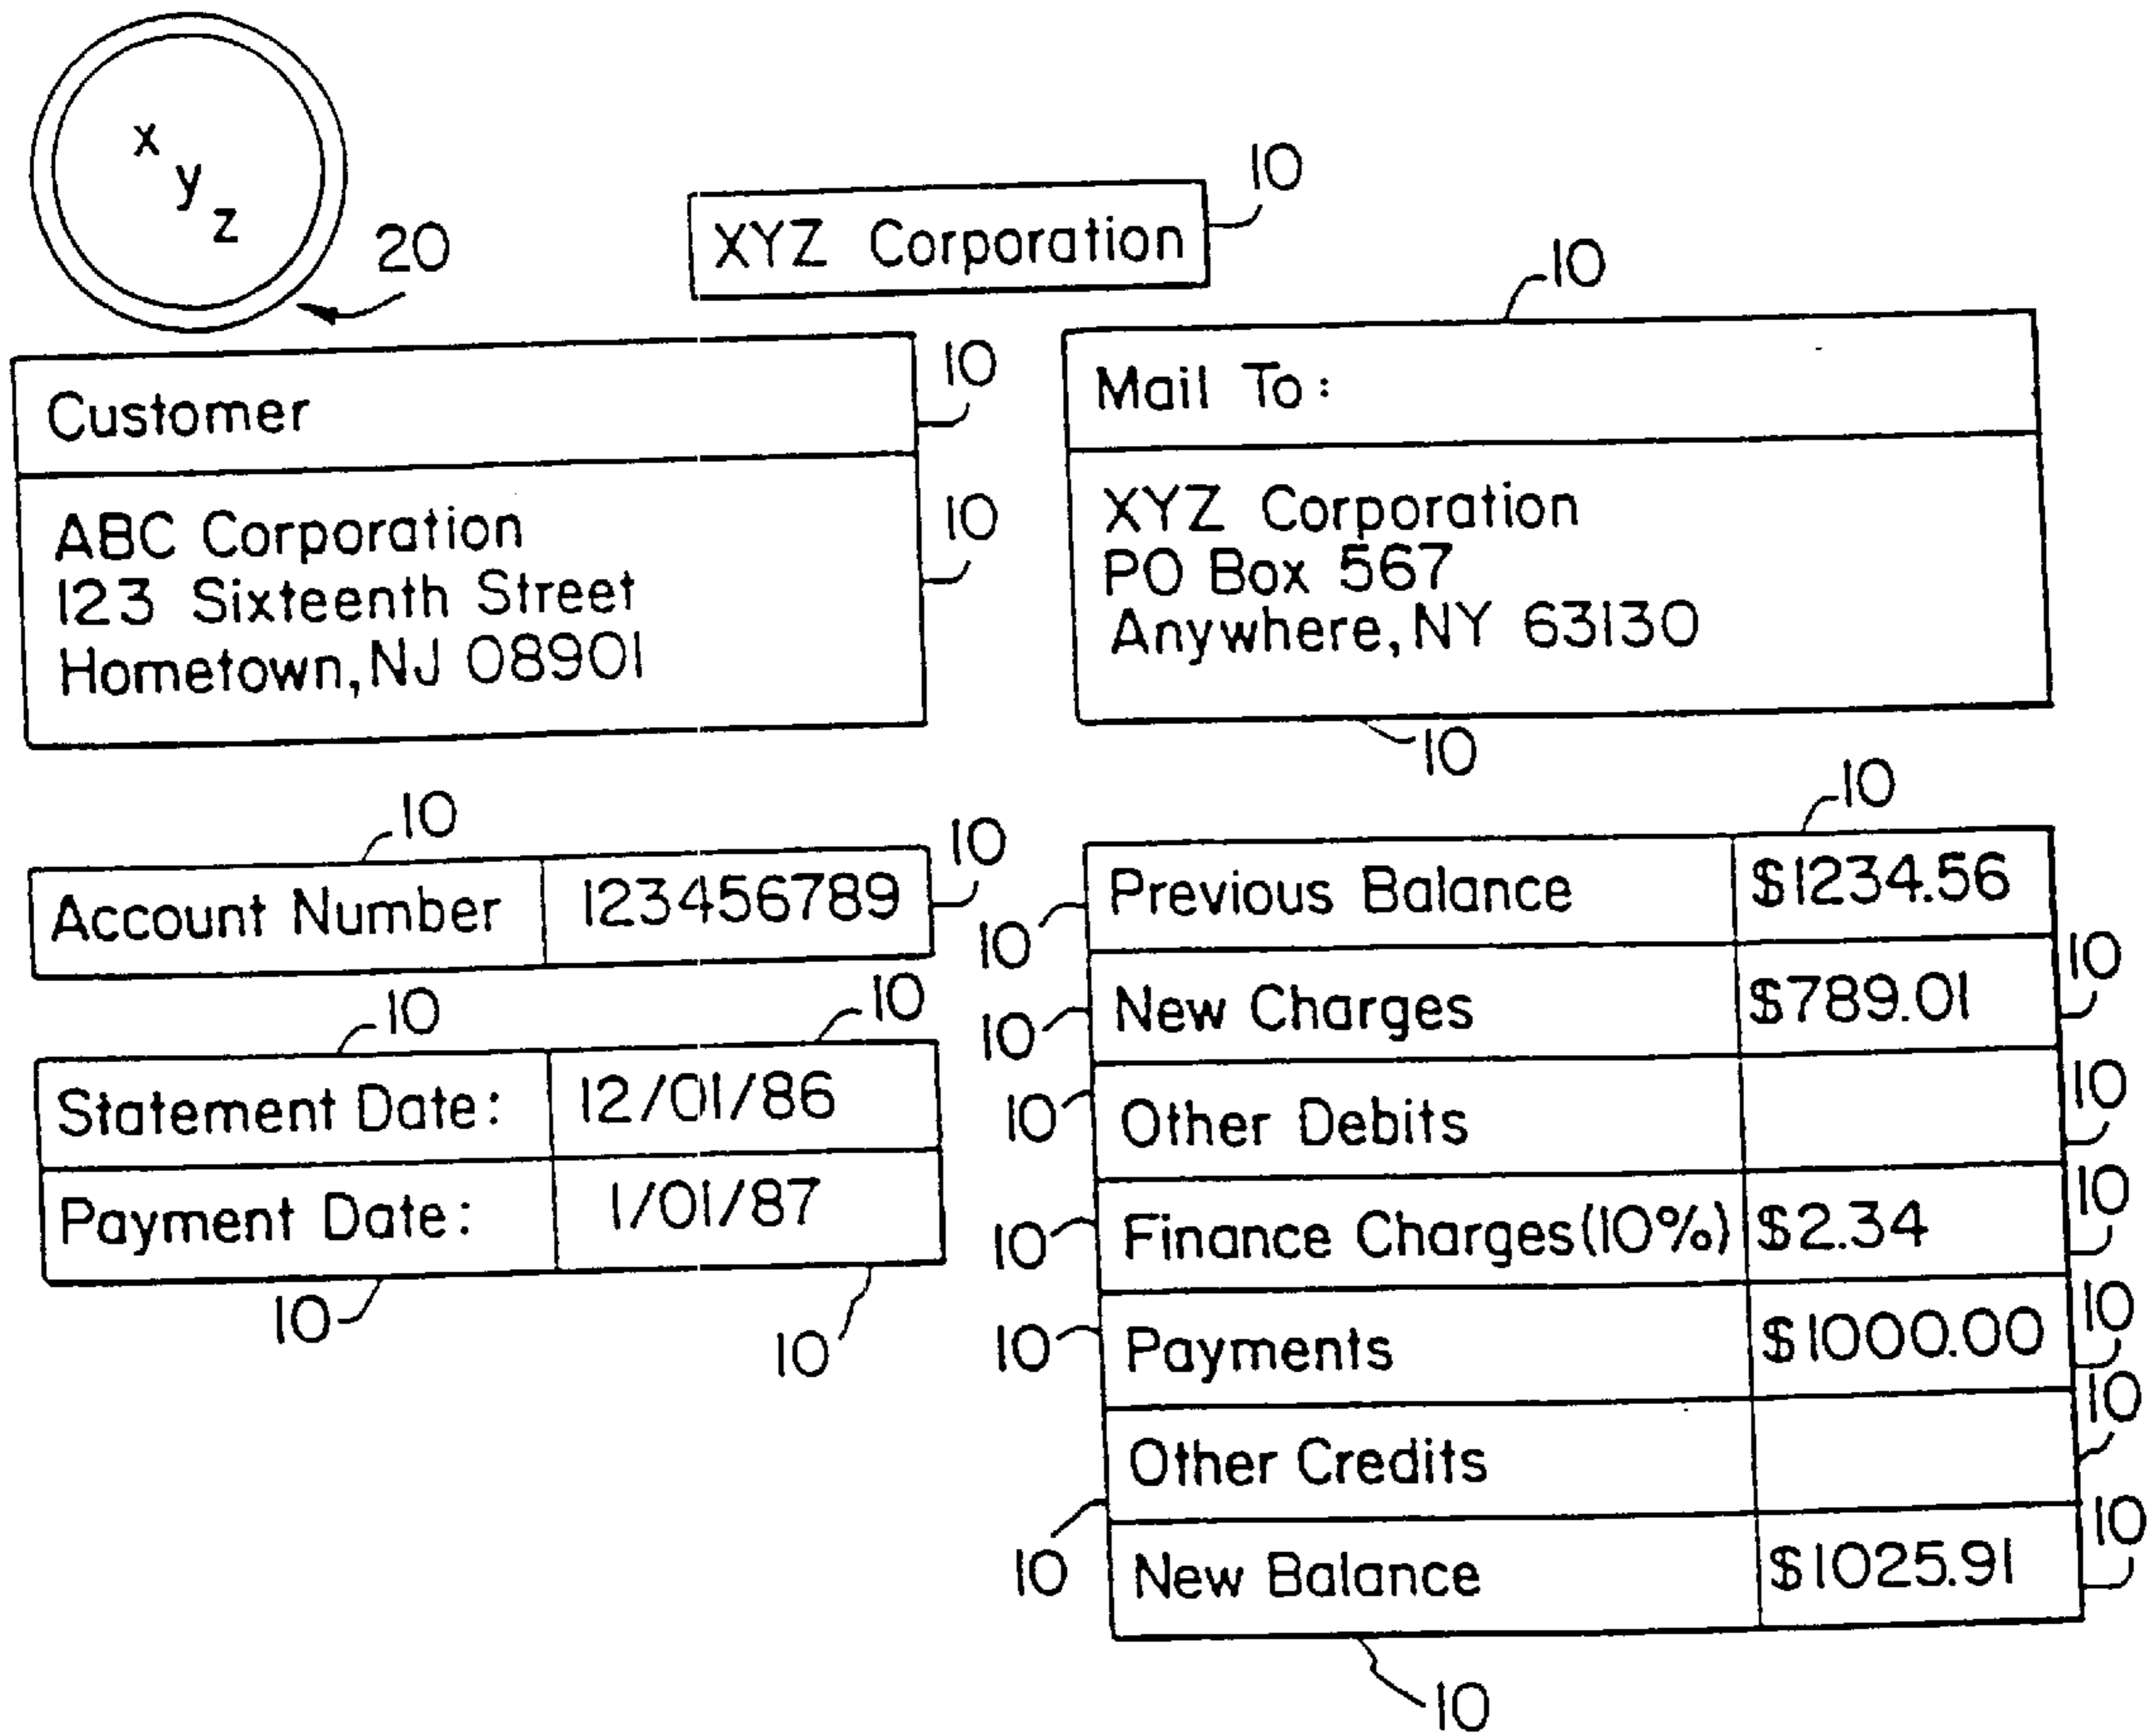 x
y
z
20
XYZ Corporation
10
10
Customer
10
ABC Corporation
123 Sixteenth Street
Hometown, NJ 08901
10
Mail To:
XYZ Corporation
PO Box 567
Anywhere, NY 63130
10
10
Account Number 123456789
10
10
10
Statement Date: 12/01/86
Payment Date: 1/01/87
10
10
10
10 Previous Balance $1234.56
10 New Charges $789.01 10
10 Other Debits 10
10 Finance Charges(10%) $2.34 10
10 Payments $1000.00 10
Other Credits 10
10 New Balance $1025.91 10
10